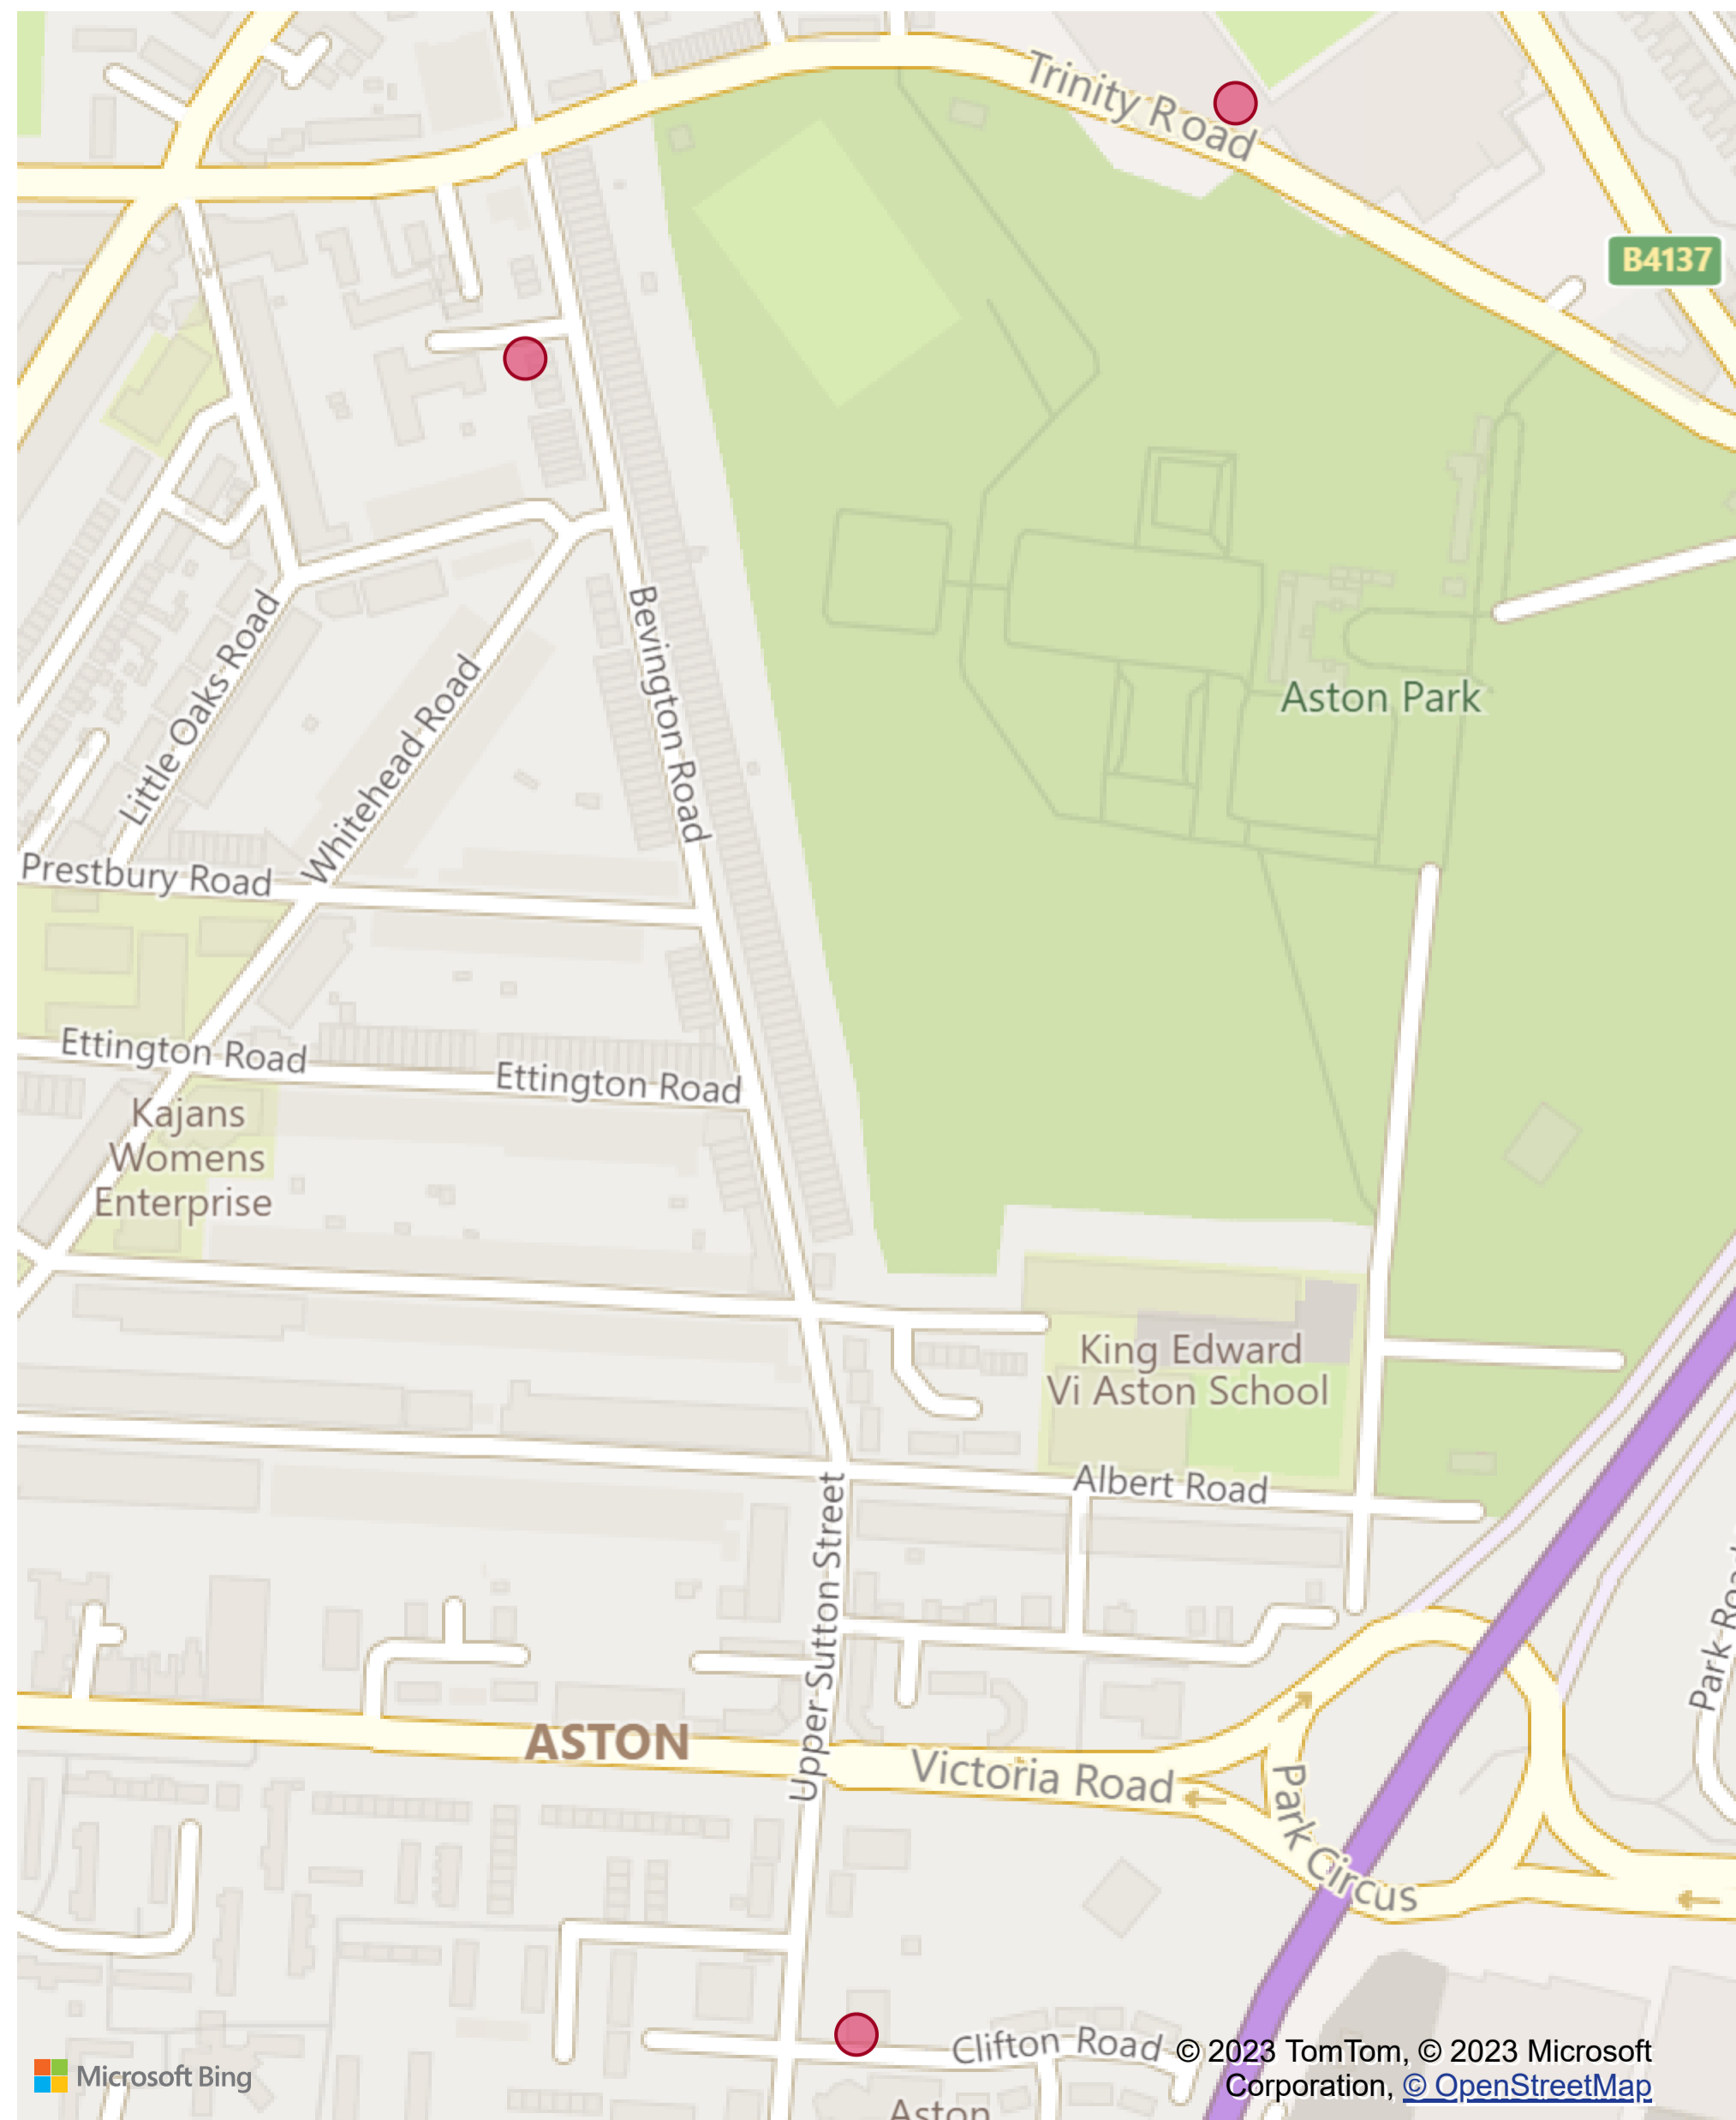 Trinity Road
B4137
Aston Park
Little Oaks Road
Whitehead Road
Bevington Road
Prestbury Road
Ettington Road
Ettington Road
Kajans
Womens
Enterprise
King Edward
Vi Aston School
Albert Road
Upper Sutton Street
ASTON
Victoria Road
Park Circus
Park Road
Clifton Road
Aston
Microsoft Bing
© 2023 TomTom, © 2023 Microsoft
Corporation, © OpenStreetMap